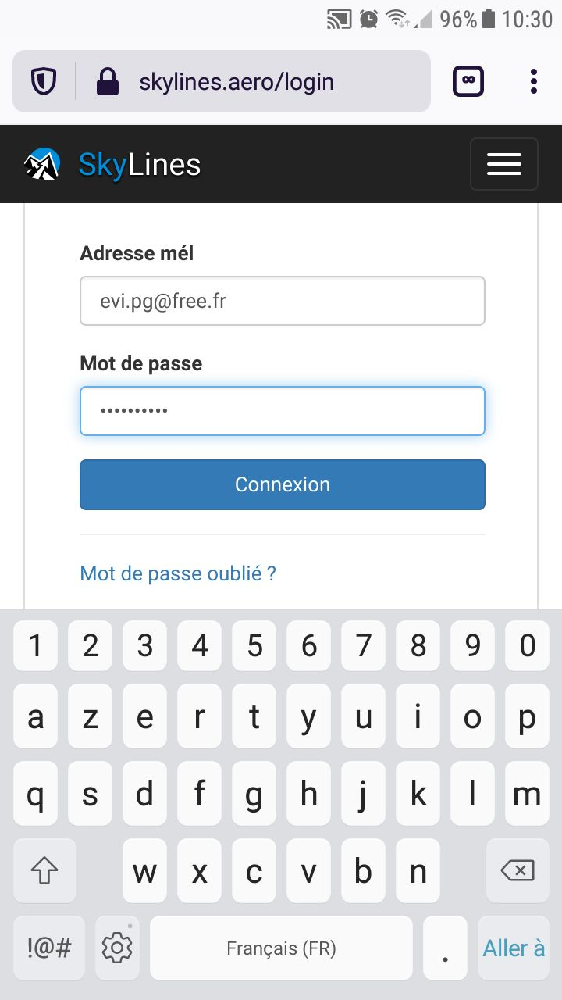 96% 10:30
skylines.aero/login
SkyLines
Adresse mél
evi.pg@free.fr
Mot de passe
••••••••••
Connexion
Mot de passe oublié ?
1 2 3 4 5 6 7 8 9 0
a z e r t y u i o p
q s d f g h j k l m
w x c v b n
!@# Français (FR) . Aller à